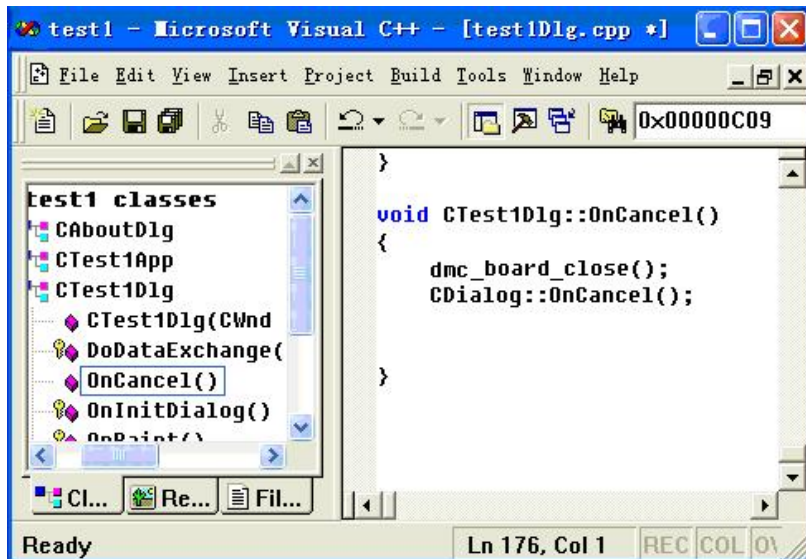 test1 - Microsoft Visual C++ - [test1Dlg.cpp *]
File Edit View Insert Project Build Tools Window Help
0x00000C09
test1 classes
CAboutDlg
CTest1App
CTest1Dlg
CTest1Dlg(CWnd
DoDataExchange(
OnCancel()
OnInitDialog()
OnPaint()
Cl... Re... Fil...
}
void CTest1Dlg::OnCancel()
{
dmc_board_close();
CDialog::OnCancel();
}
Ready
Ln 176, Col 1
REC COL